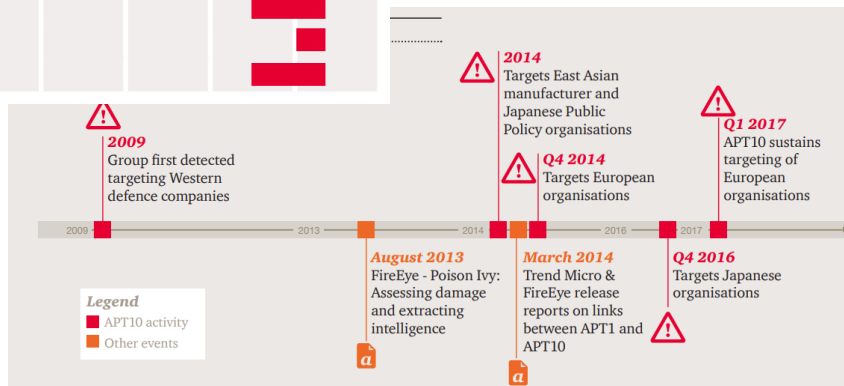 2014
Targets East Asian
manufacturer and
Japanese Public
Policy organisations
Q1 2017
APT10 sustains
targeting of
European
organisations
2009
Group first detected
targeting Western
defence companies
Q4 2014
Targets European
organisations
2009
2013
2014
2016
2017
August 2013
FireEye - Poison Ivy:
Assessing damage
and extracting
intelligence
a
March 2014
Trend Micro &
FireEye release
reports on links
between APT1 and
APT10
a
Q4 2016
Targets Japanese
organisations
Legend
APT10 activity
Other events